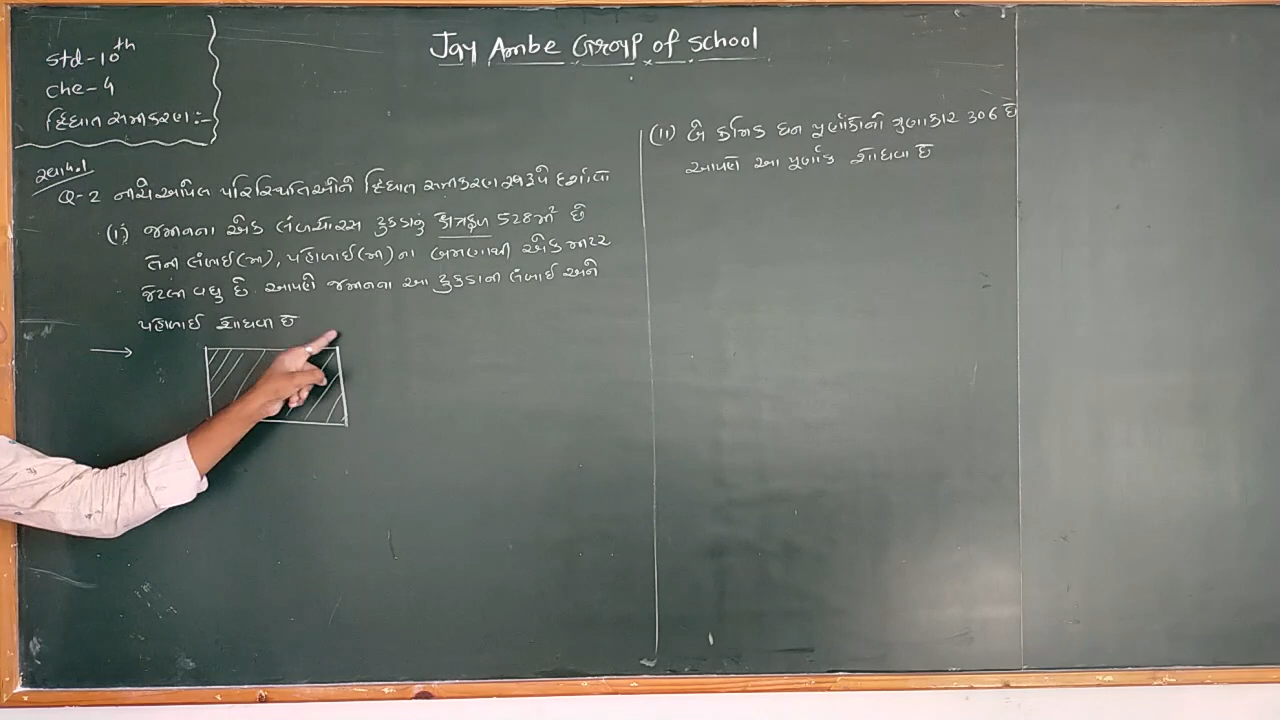 Jay Ambe Group of School
Std-10th
Che-4
દ્વિઘાત સમીકરણ :-
સ્વા 4.1
Q-2 નીચે આપેલ પરિસ્થિતિઓને દ્વિઘાત સમીકરણ સ્વરૂપે દર્શાવો
(i) જમીનના એક લંબચોરસ ટુકડાનું ક્ષેત્રફળ 528મી² છે
તેની લંબાઈ(મી), પહોળાઈ(મી)ના બમણાથી એક મીટર
જેટલી વધુ છે. આપણે જમીનના આ ટુકડાની લંબાઈ અને
પહોળાઈ શોધવી છે
(ii) બે ક્રમિક ધન પૂર્ણાંકોનો ગુણાકાર 306 છે
આપણે આ પૂર્ણાંક શોધવા છે